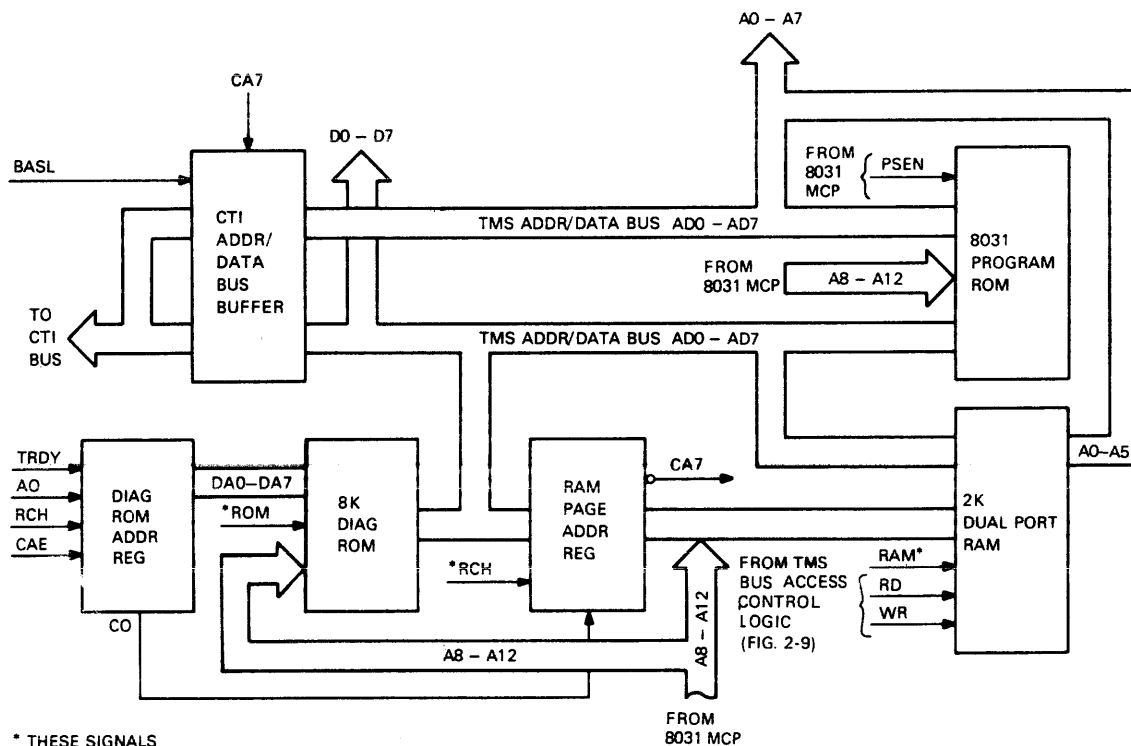 A0 – A7
CA7
D0 – D7
BASL
FROM
8031
MCP
PSEN
CTI
ADDR/
DATA
BUS
BUFFER
TMS ADDR/DATA BUS AD0 – AD7
8031
PROGRAM
ROM
FROM
8031 MCP
A8 – A12
TO
CTI
BUS
TMS ADDR/DATA BUS AD0 – AD7
TRDY
A0
RCH
CAE
DIAG
ROM
ADDR
REG
DA0–DA7
*ROM
8K
DIAG
ROM
RAM
PAGE
ADDR
REG
CA7
A0–A5
2K
DUAL PORT
RAM
*RCH
FROM TMS
BUS ACCESS
CONTROL
LOGIC
(FIG. 2-9)
RAM*
RD
WR
CO
A8 – A12
A8 – A12
FROM
8031 MCP
* THESE SIGNALS